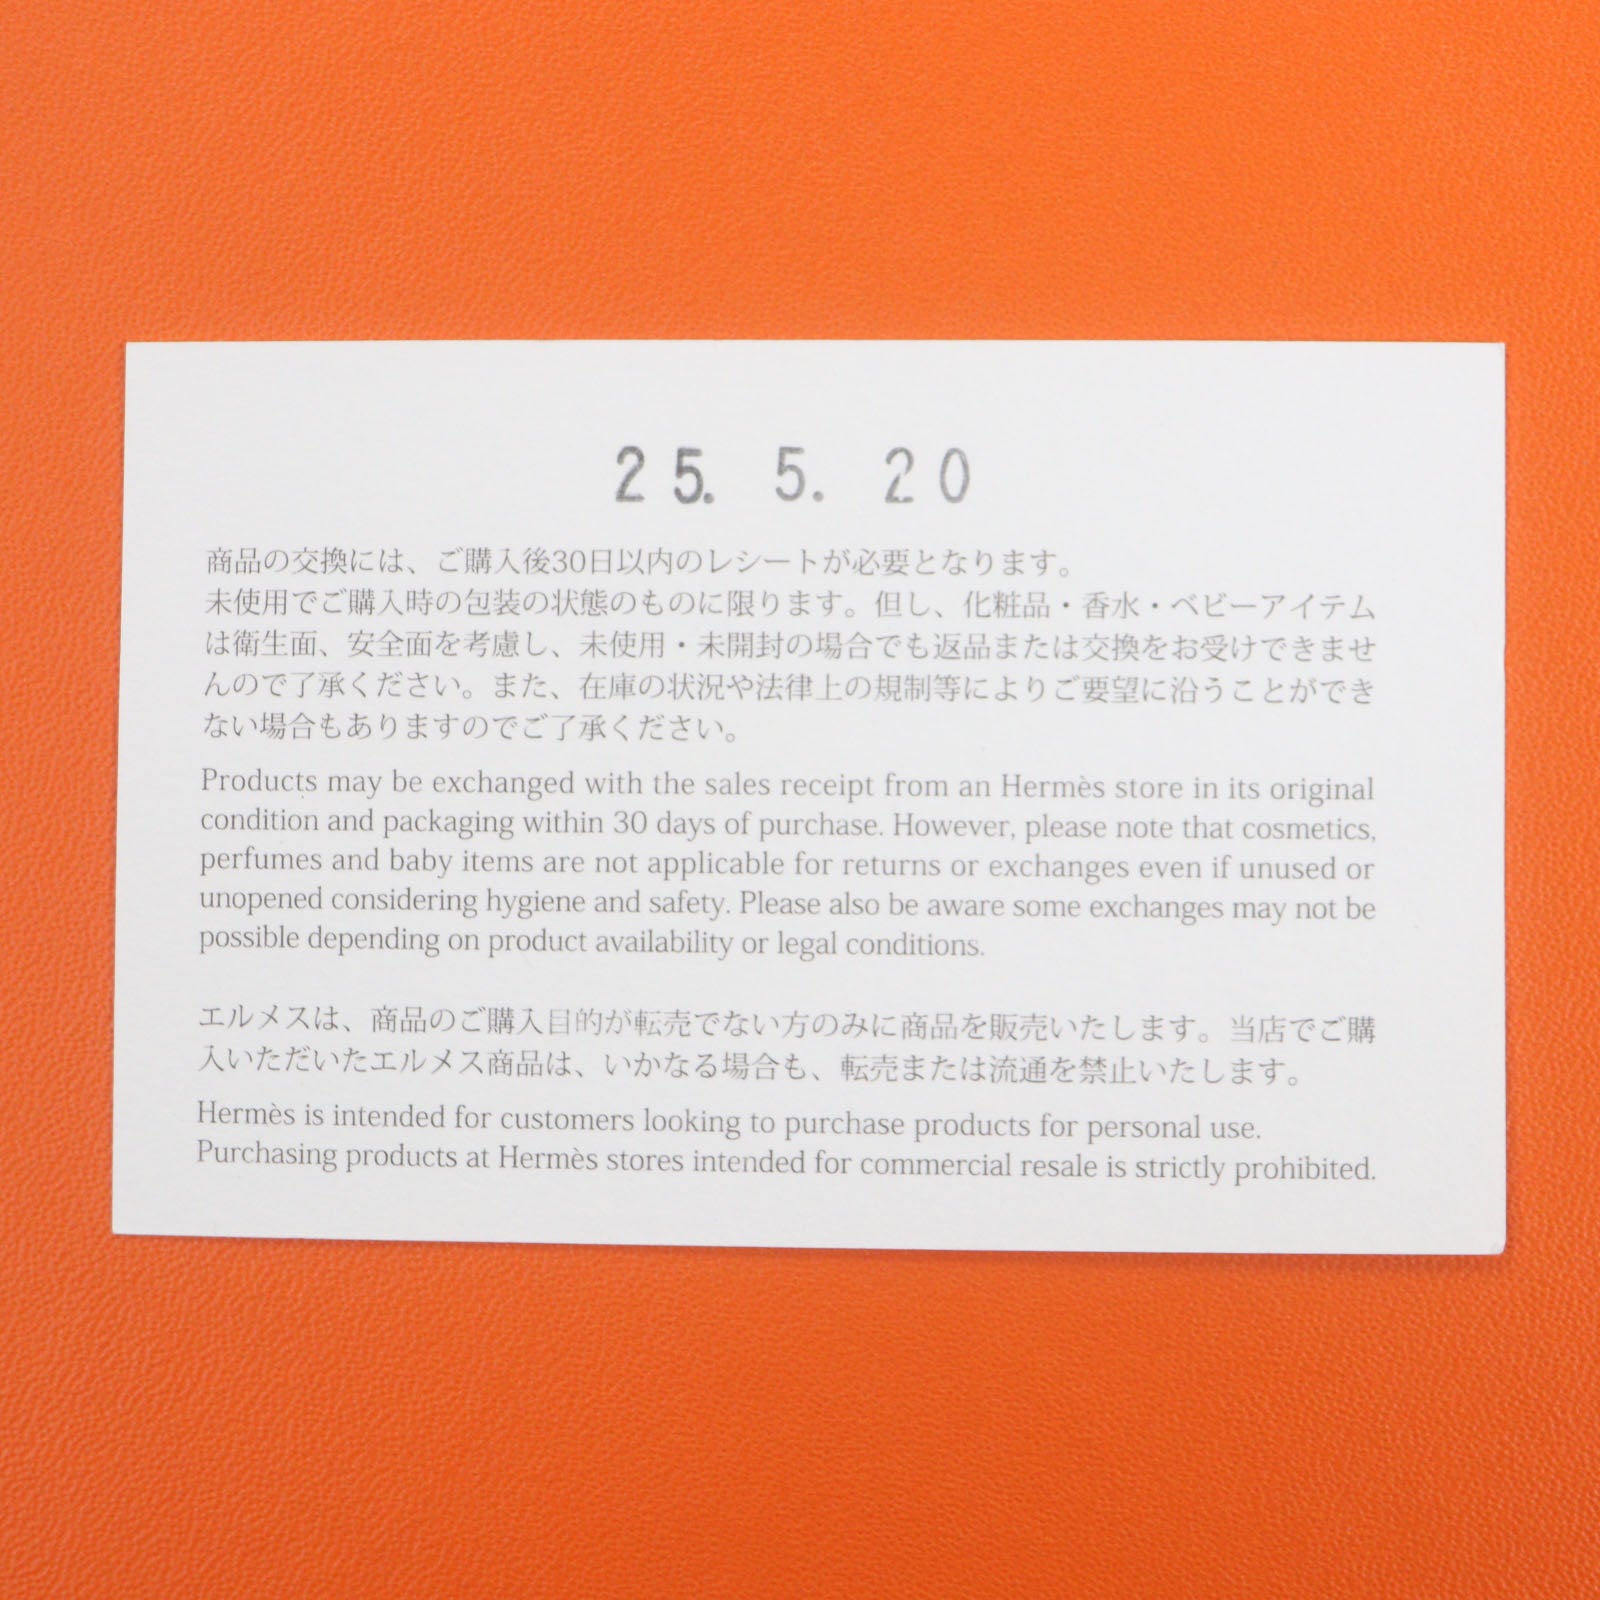 25. 5. 20
商品の交換には、ご購入後30日以内のレシートが必要となります。
未使用でご購入時の包装の状態のものに限ります。但し、化粧品・香水・ベビーアイテム
は衛生面、安全面を考慮し、未使用・未開封の場合でも返品または交換をお受けできませ
んので了承ください。また、在庫の状況や法律上の規制等によりご要望に沿うことができ
ない場合もありますのでご了承ください。
Products may be exchanged with the sales receipt from an Hermès store in its original
condition and packaging within 30 days of purchase. However, please note that cosmetics,
perfumes and baby items are not applicable for returns or exchanges even if unused or
unopened considering hygiene and safety. Please also be aware some exchanges may not be
possible depending on product availability or legal conditions.
エルメスは、商品のご購入目的が転売でない方のみに商品を販売いたします。当店でご購
入いただいたエルメス商品は、いかなる場合も、転売または流通を禁止いたします。
Hermès is intended for customers looking to purchase products for personal use.
Purchasing products at Hermès stores intended for commercial resale is strictly prohibited.